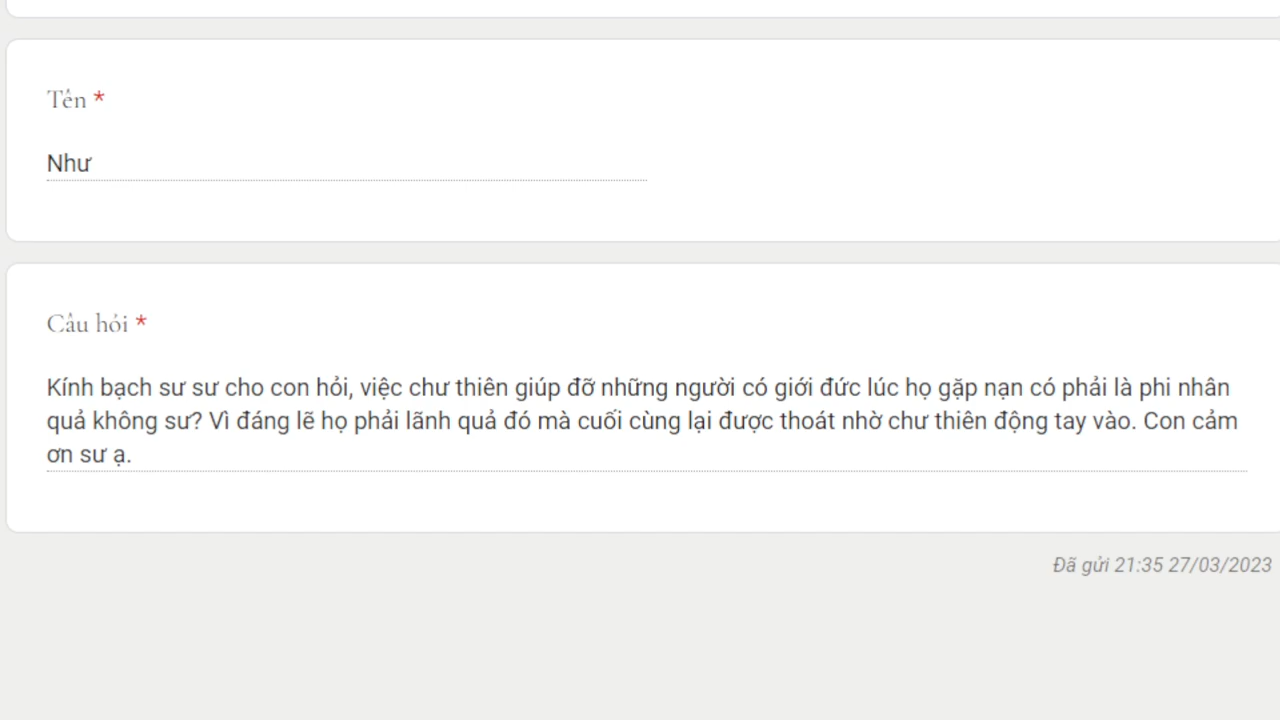 Tên *
Như
Câu hỏi *
Kính bạch sư sư cho con hỏi, việc chư thiên giúp đỡ những người có giới đức lúc họ gặp nạn có phải là phi nhân
quả không sư? Vì đáng lẽ họ phải lãnh quả đó mà cuối cùng lại được thoát nhờ chư thiên động tay vào. Con cảm
ơn sư ạ.
Đã gửi 21:35 27/03/2023